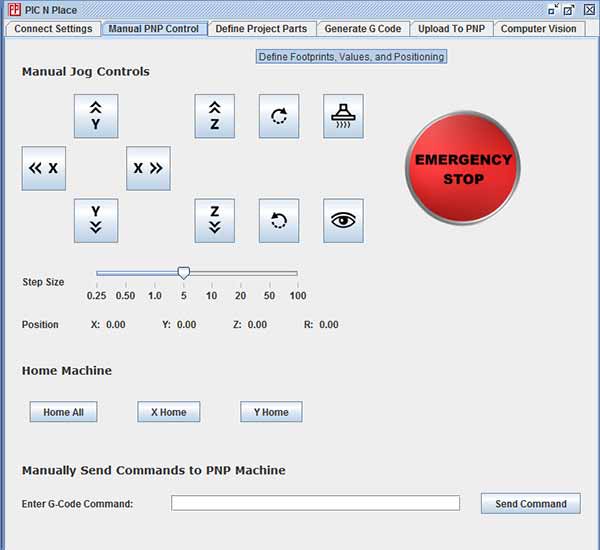 PIC N Place
Connect Settings Manual PNP Control Define Project Parts Generate G Code Upload To PNP Computer Vision
Define Footprints, Values, and Positioning
Manual Jog Controls
Y Z
X X
EMERGENCY
STOP
Y Z
Step Size
0.25 0.50 1.0 5 10 20 50 100
Position X: 0.00 Y: 0.00 Z: 0.00 R: 0.00
Home Machine
Home All X Home Y Home
Manually Send Commands to PNP Machine
Enter G-Code Command: Send Command